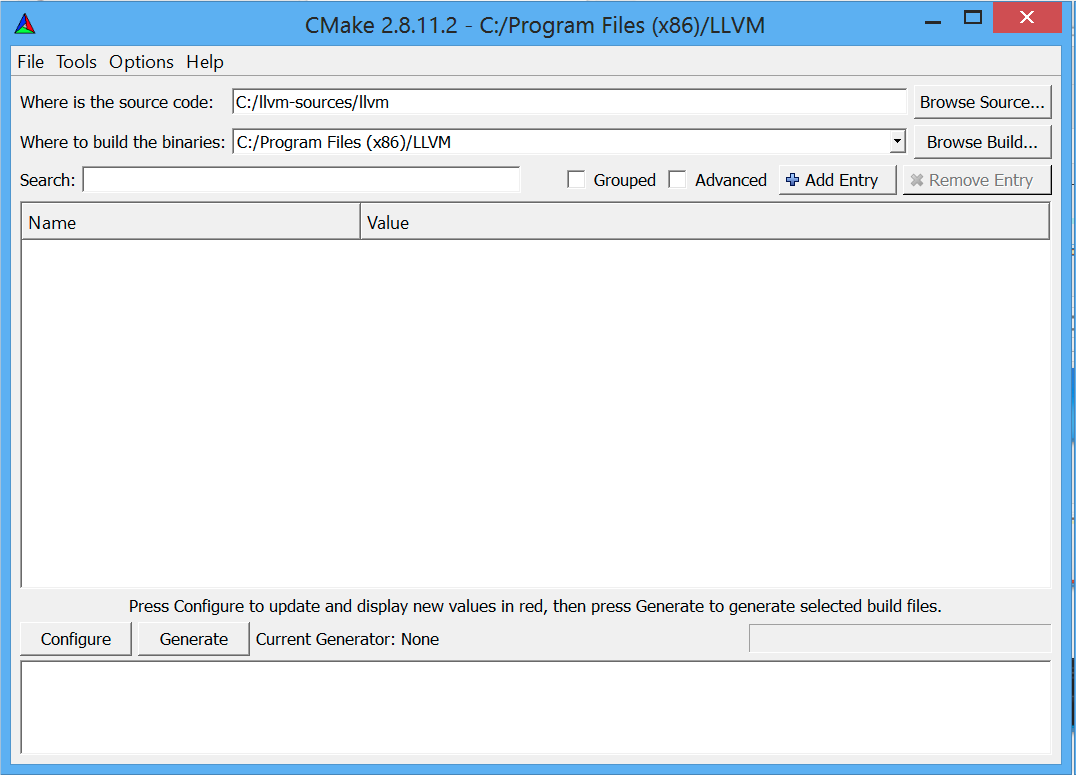 CMake 2.8.11.2 - C:/Program Files (x86)/LLVM
File Tools Options Help
Where is the source code: C:/llvm-sources/llvm Browse Source...
Where to build the binaries: C:/Program Files (x86)/LLVM Browse Build...
Search: Grouped Advanced Add Entry Remove Entry
Name Value
Press Configure to update and display new values in red, then press Generate to generate selected build files.
Configure Generate Current Generator: None